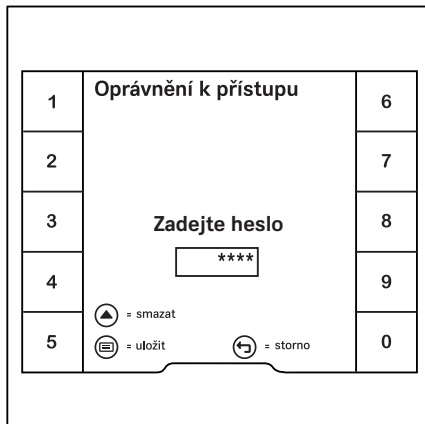 Oprávnění k přístupu
1
6
2
7
Zadejte heslo
3
8
****
4
9
= smazat
5
= uložit
= storno
0